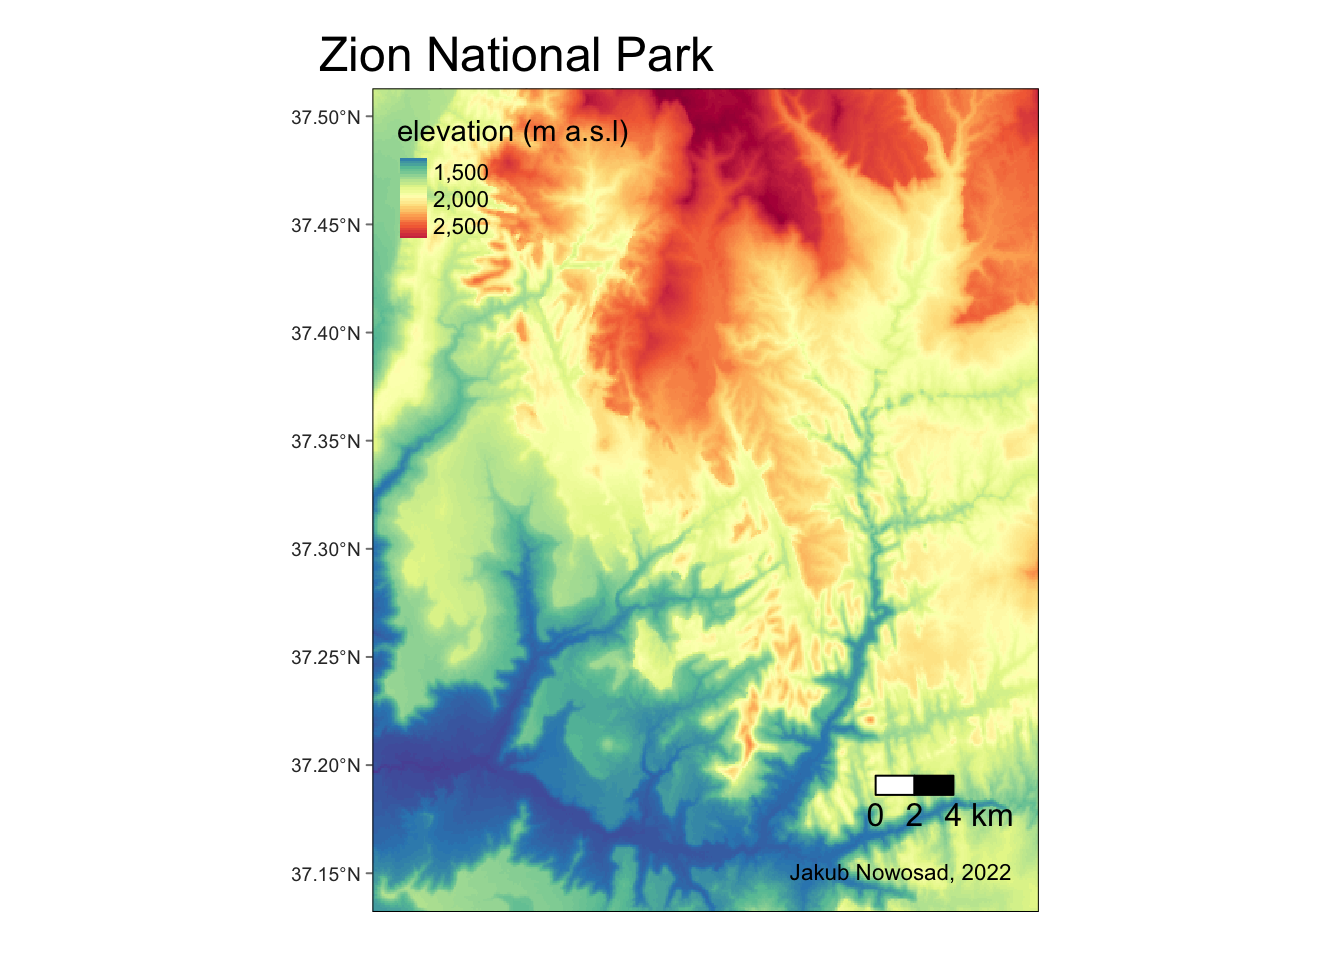 Zion National Park
elevation (m a.s.l)
1,500
2,000
2,500
37.50°N
37.45°N
37.40°N
37.35°N
37.30°N
37.25°N
37.20°N
37.15°N
0 2 4 km
Jakub Nowosad, 2022